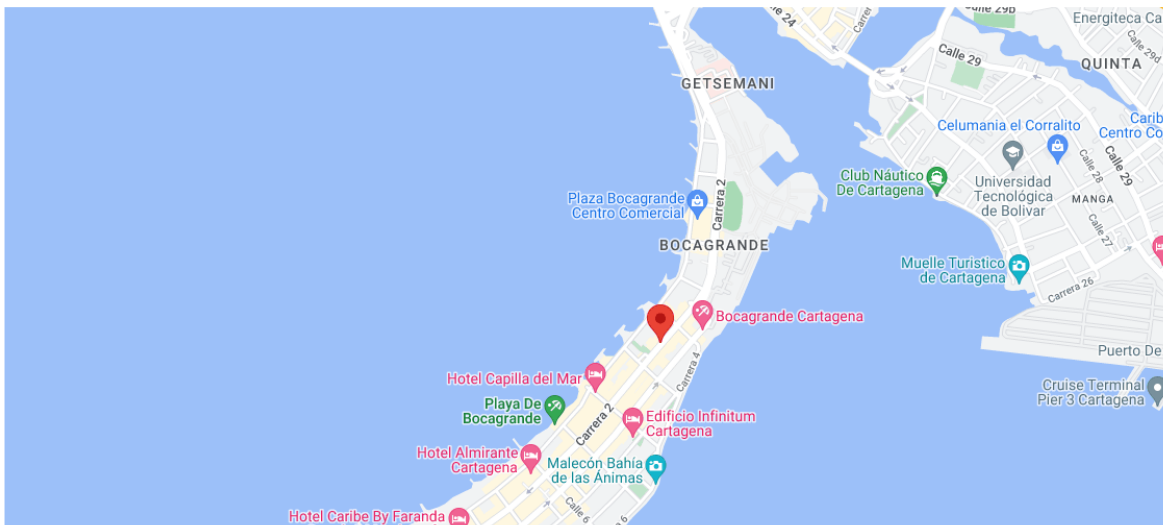 Calle 29B
Calle 24
Energiteca Ca
Calle 29
Calle 29d
QUINTA
GETSEMANI
Celumania el Corralito
Carib
Centro Co
Calle 28
Calle 29
Club Náutico
De Cartagena
Universidad
Tecnológica
de Bolivar
MANGA
Plaza Bocagrande
Centro Comercial
Carrera 2
Calle 27
BOCAGRANDE
Muelle Turistico
de Cartagena
Carrera 26
Bocagrande Cartagena
Puerto De
Carrera 4
Hotel Capilla del Mar
Cruise Terminal
Pier 3 Cartagena
Playa De
Bocagrande
Carrera 2
Edificio Infinitum
Cartagena
Hotel Almirante
Cartagena
Malecón Bahía
de las Ánimas
Calle 6
6
Hotel Caribe By Faranda